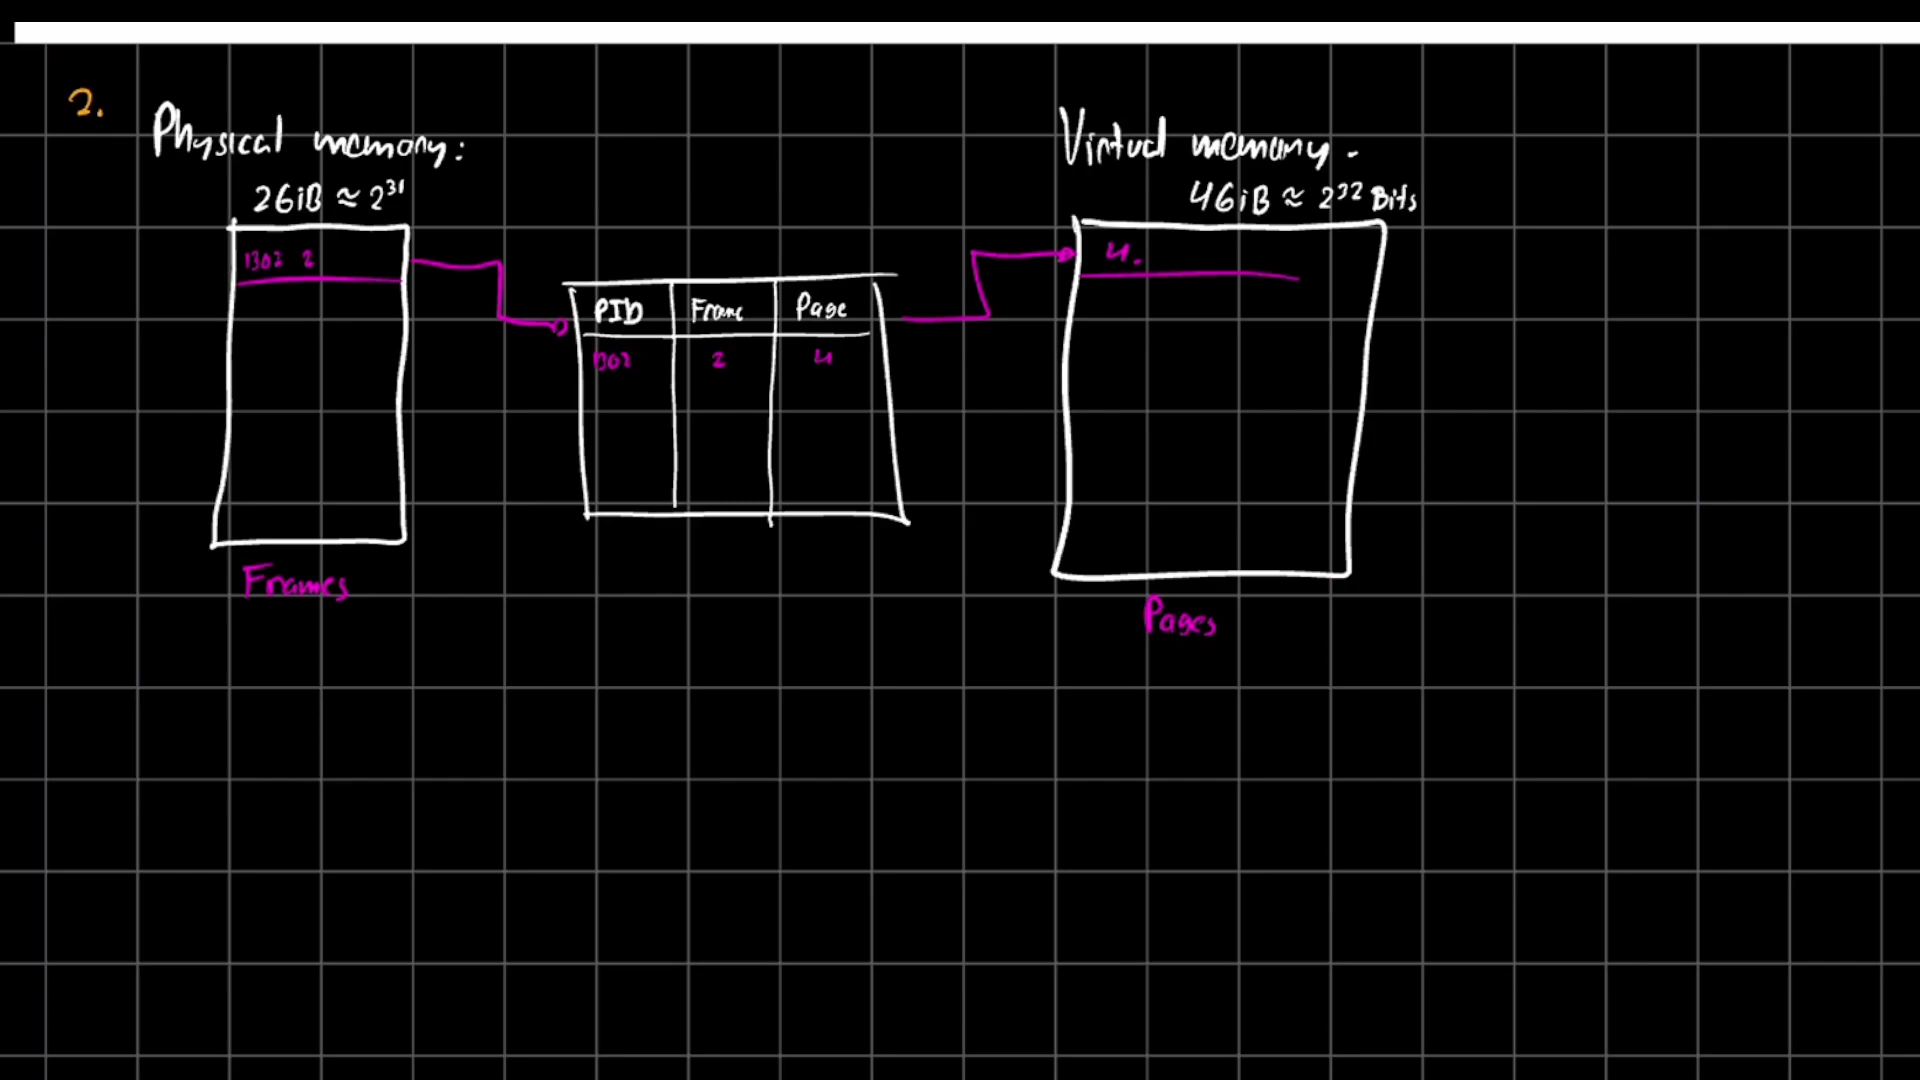 2.
Physical memory:
2GiB ≈ 2³¹
1302 2
Frames
PID Frame Page
1302 2 4
Virtual memory.
4GiB ≈ 2³² Bits
4.
Pages